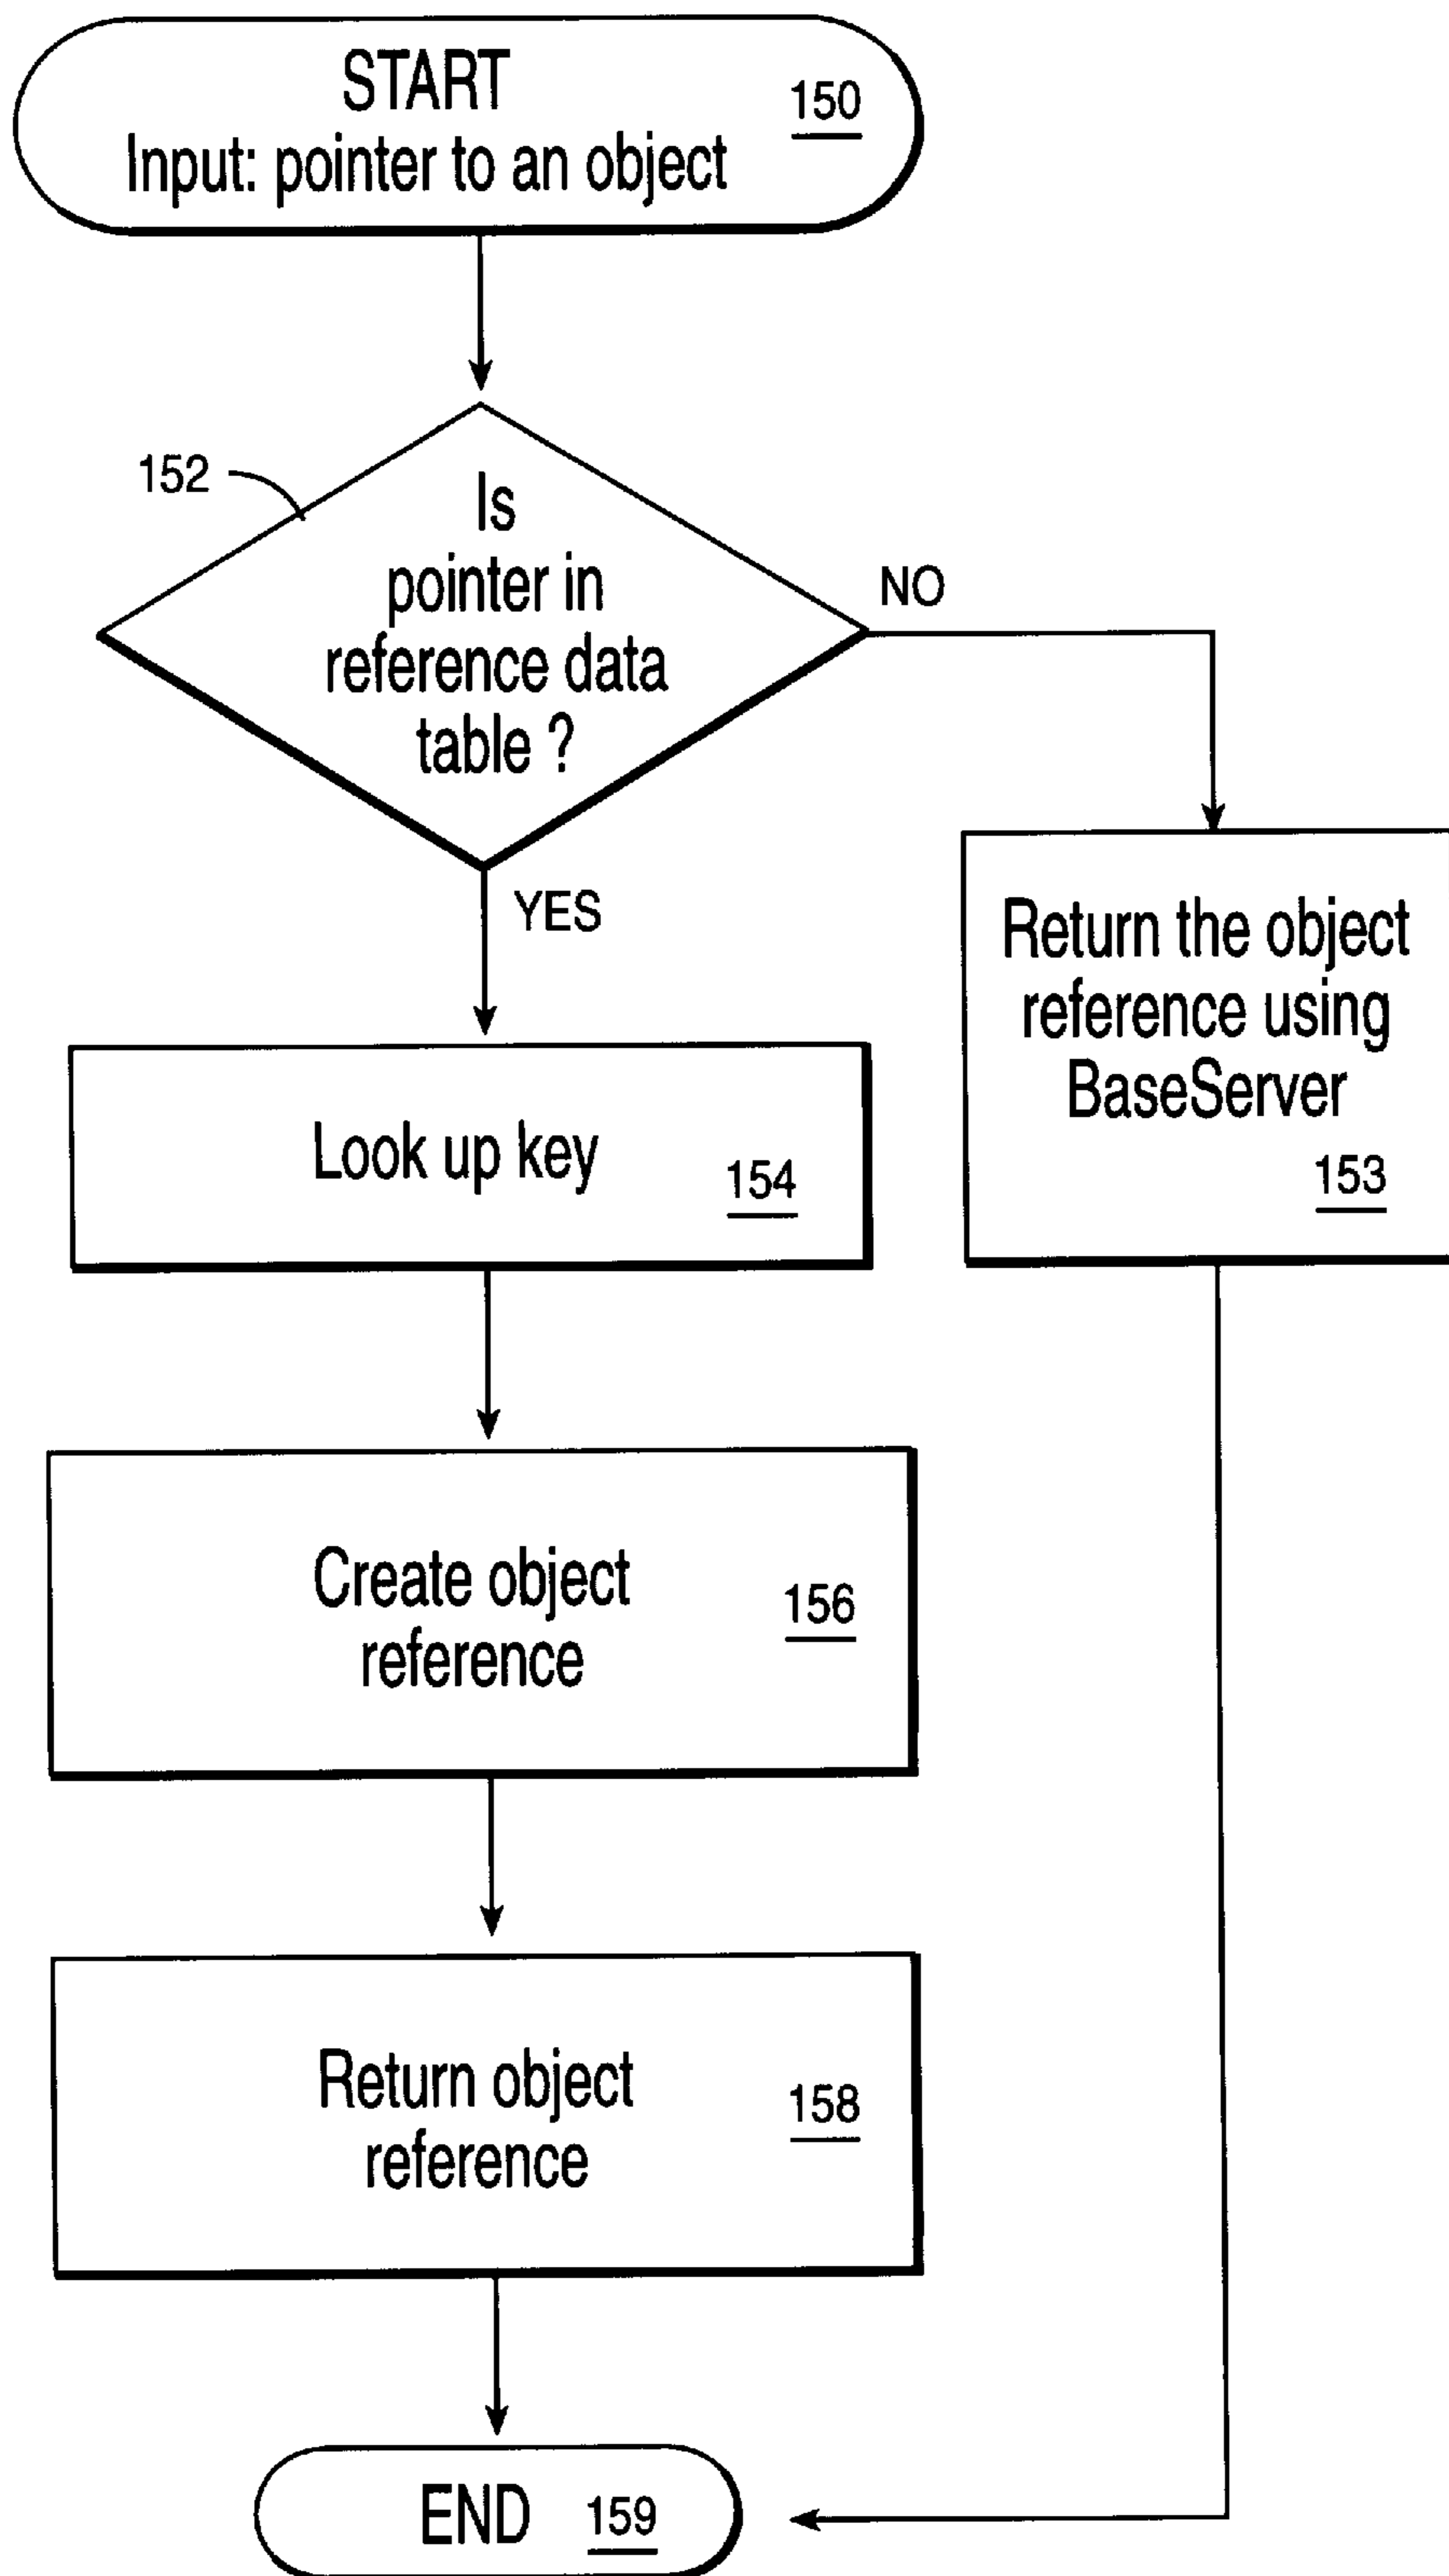 START
Input: pointer to an object
150
152
Is
pointer in
reference data
table ?
NO
YES
Return the object
reference using
BaseServer
153
Look up key
154
Create object
reference
156
Return object
reference
158
END
159